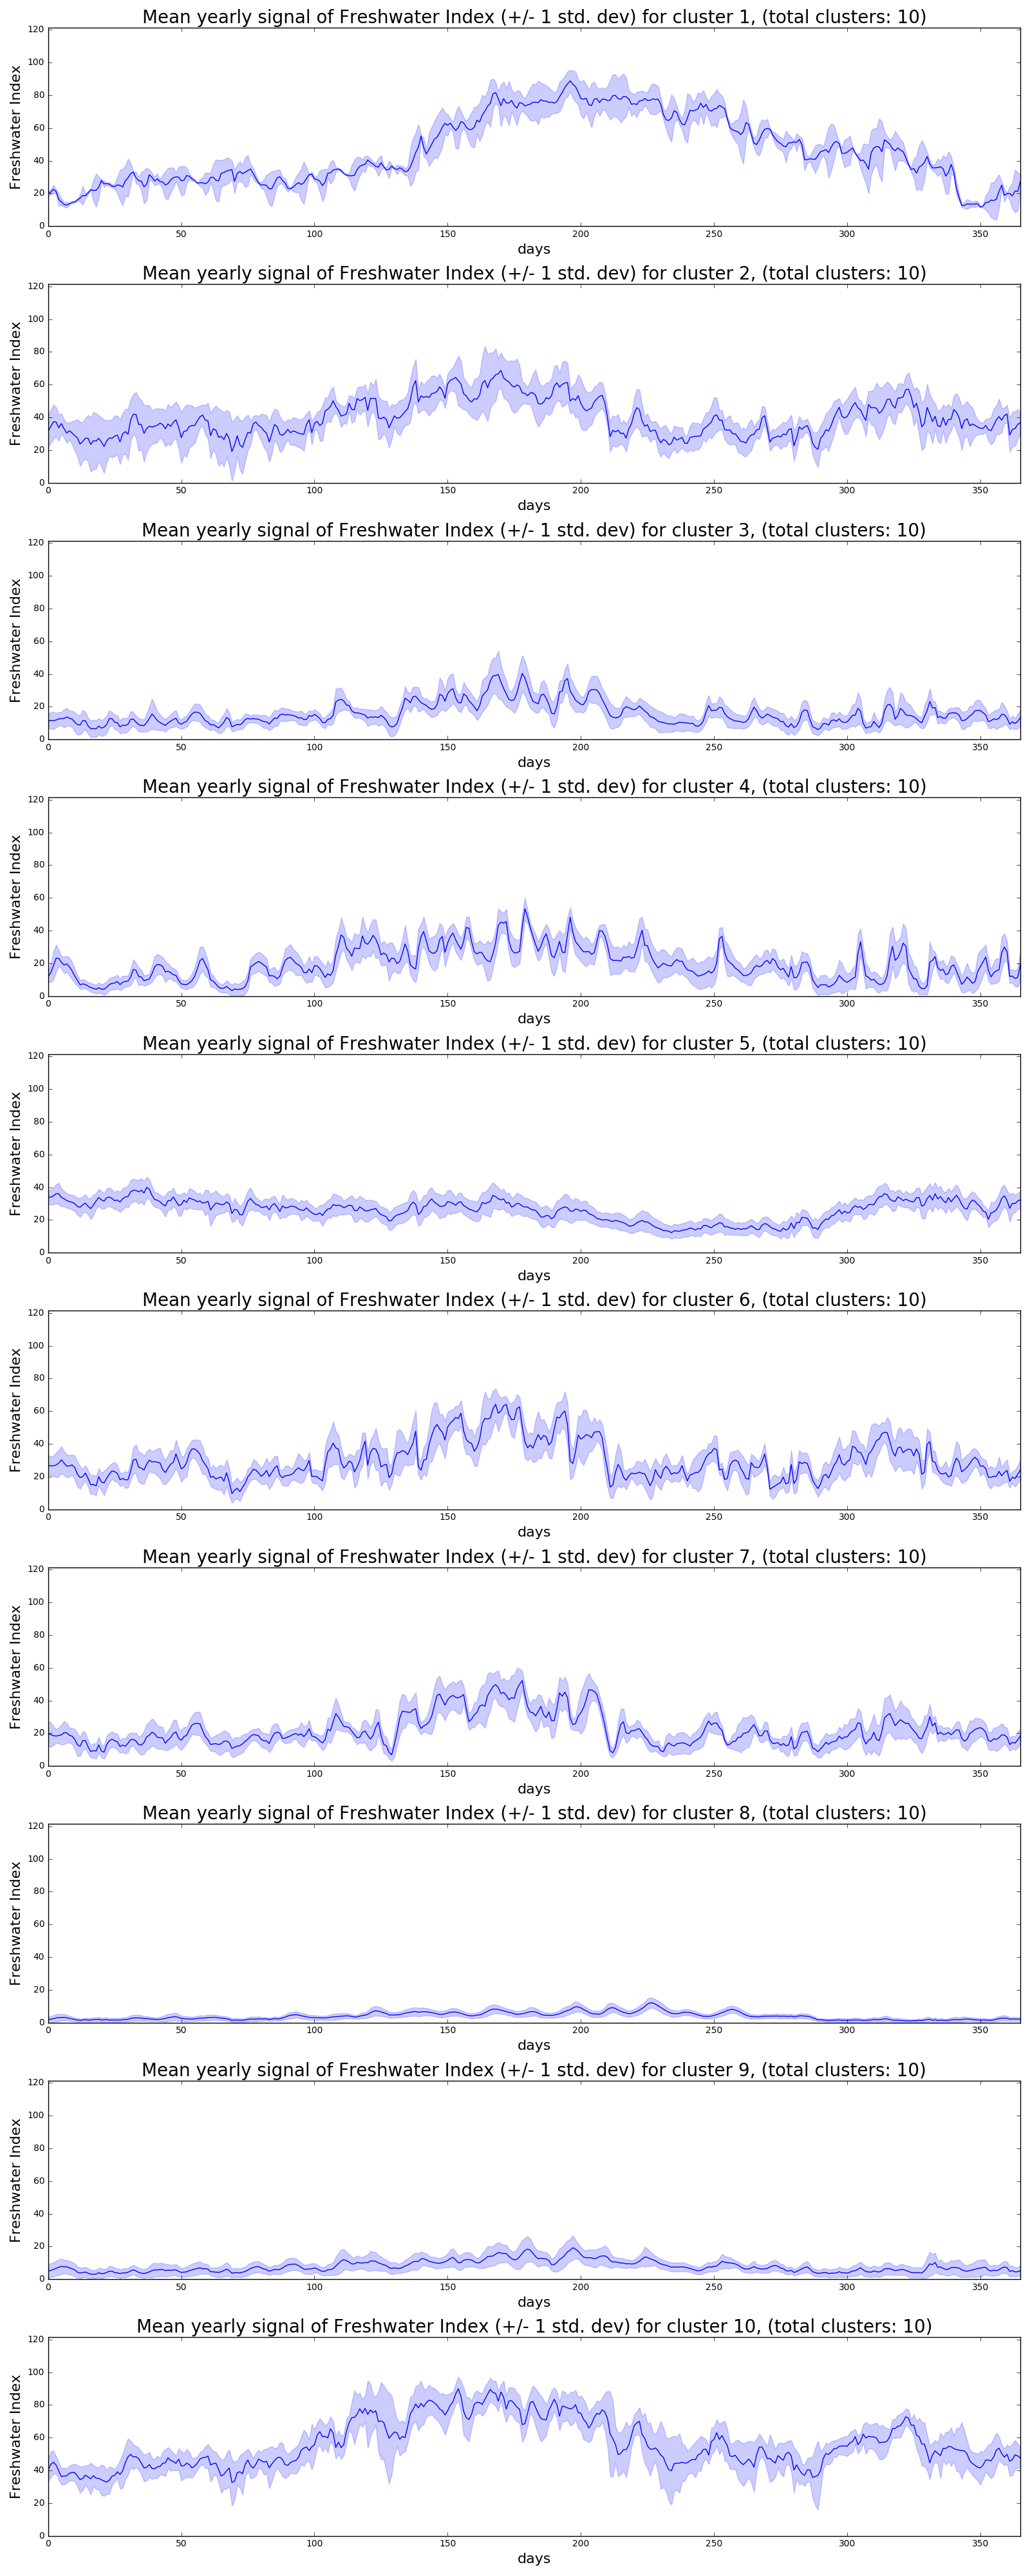 Mean yearly signal of Freshwater Index (+/- 1 std. dev) for cluster 1, (total clusters: 10)
120
100
80
60
40
20
0
Freshwater Index
0 50 100 150 200 250 300 350
days
Mean yearly signal of Freshwater Index (+/- 1 std. dev) for cluster 2, (total clusters: 10)
120
100
80
60
40
20
0
Freshwater Index
0 50 100 150 200 250 300 350
days
Mean yearly signal of Freshwater Index (+/- 1 std. dev) for cluster 3, (total clusters: 10)
120
100
80
60
40
20
0
Freshwater Index
0 50 100 150 200 250 300 350
days
Mean yearly signal of Freshwater Index (+/- 1 std. dev) for cluster 4, (total clusters: 10)
120
100
80
60
40
20
0
Freshwater Index
0 50 100 150 200 250 300 350
days
Mean yearly signal of Freshwater Index (+/- 1 std. dev) for cluster 5, (total clusters: 10)
120
100
80
60
40
20
0
Freshwater Index
0 50 100 150 200 250 300 350
days
Mean yearly signal of Freshwater Index (+/- 1 std. dev) for cluster 6, (total clusters: 10)
120
100
80
60
40
20
0
Freshwater Index
0 50 100 150 200 250 300 350
days
Mean yearly signal of Freshwater Index (+/- 1 std. dev) for cluster 7, (total clusters: 10)
120
100
80
60
40
20
0
Freshwater Index
0 50 100 150 200 250 300 350
days
Mean yearly signal of Freshwater Index (+/- 1 std. dev) for cluster 8, (total clusters: 10)
120
100
80
60
40
20
0
Freshwater Index
0 50 100 150 200 250 300 350
days
Mean yearly signal of Freshwater Index (+/- 1 std. dev) for cluster 9, (total clusters: 10)
120
100
80
60
40
20
0
Freshwater Index
0 50 100 150 200 250 300 350
days
Mean yearly signal of Freshwater Index (+/- 1 std. dev) for cluster 10, (total clusters: 10)
120
100
80
60
40
20
0
Freshwater Index
0 50 100 150 200 250 300 350
days